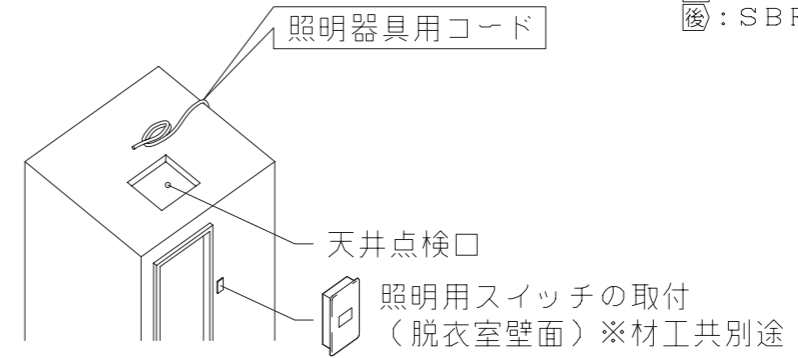 照明器具用コード
後：ＳＢ
天井点検口
照明用スイッチの取付
（脱衣室壁面）※材工共別途